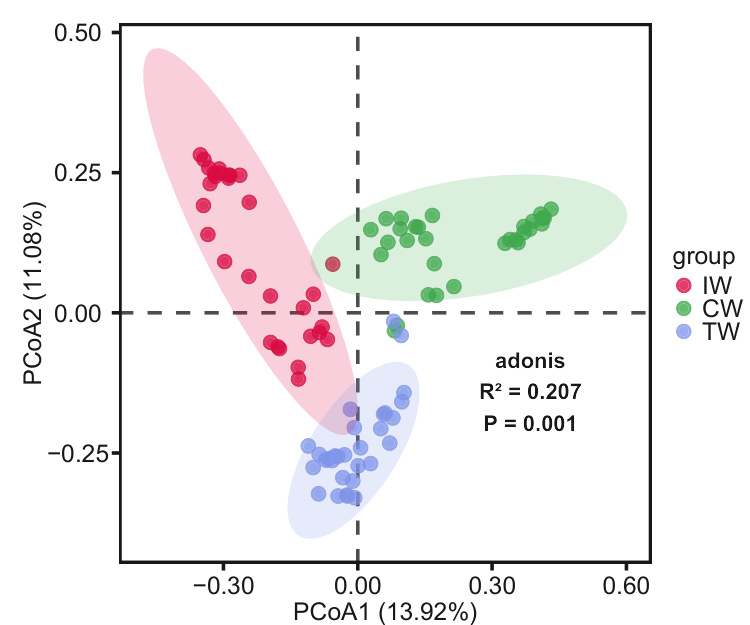 0.50
0.25
0.00
−0.25
PCoA2 (11.08%)
adonis
R² = 0.207
P = 0.001
group
IW
CW
TW
−0.30
0.00
0.30
0.60
PCoA1 (13.92%)